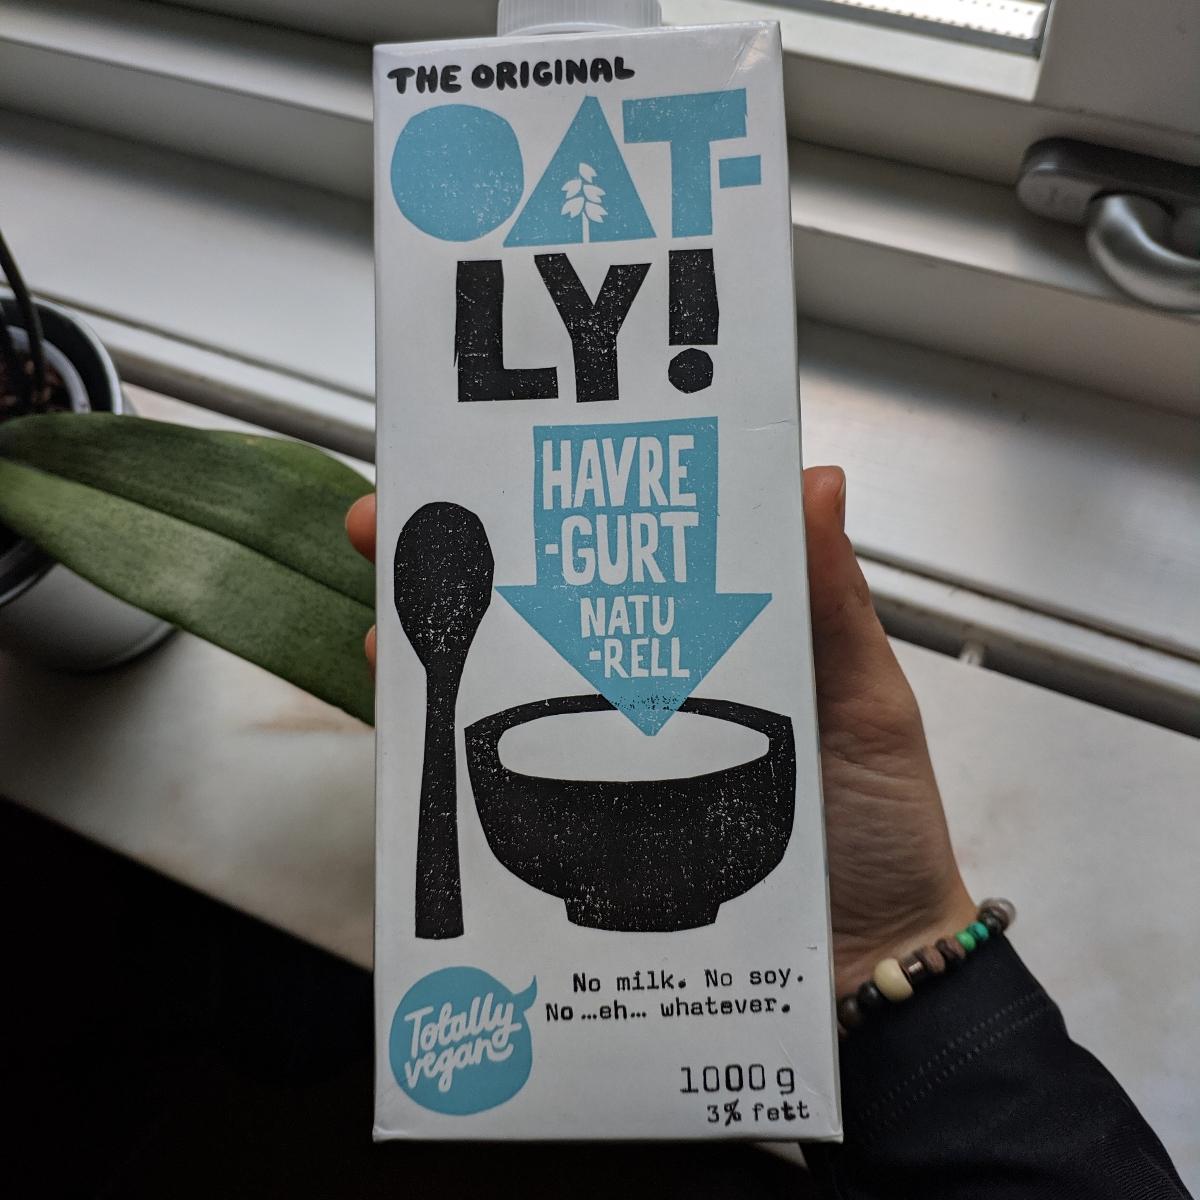 THE ORIGINAL
OAT-
LY!
HAVRE
-GURT
NATU
-RELL
No milk. No soy.
No...eh... whatever.
Totally
vegan
1000 g
3% fett